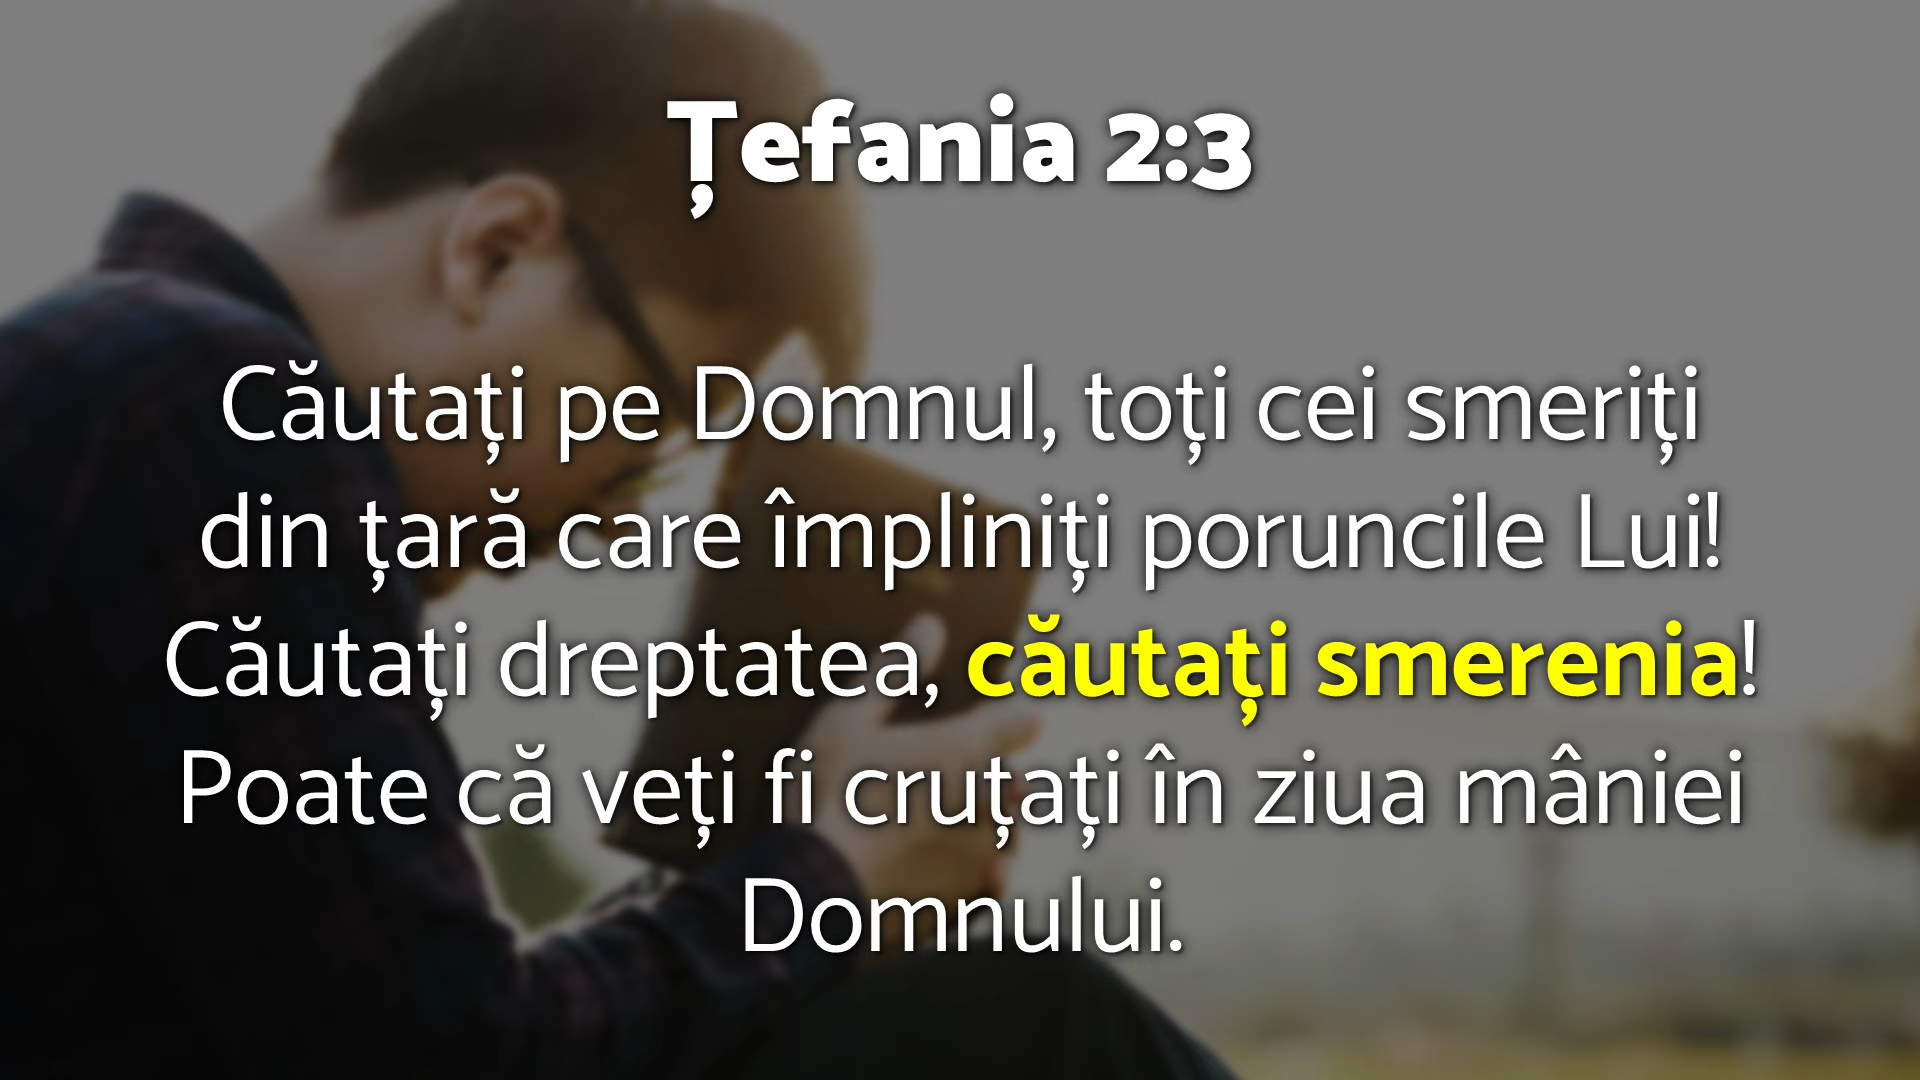 Țefania 2:3
Căutați pe Domnul, toți cei smeriți
din țară care împliniți poruncile Lui!
Căutați dreptatea, căutați smerenia!
Poate că veți fi cruțați în ziua mâniei
Domnului.